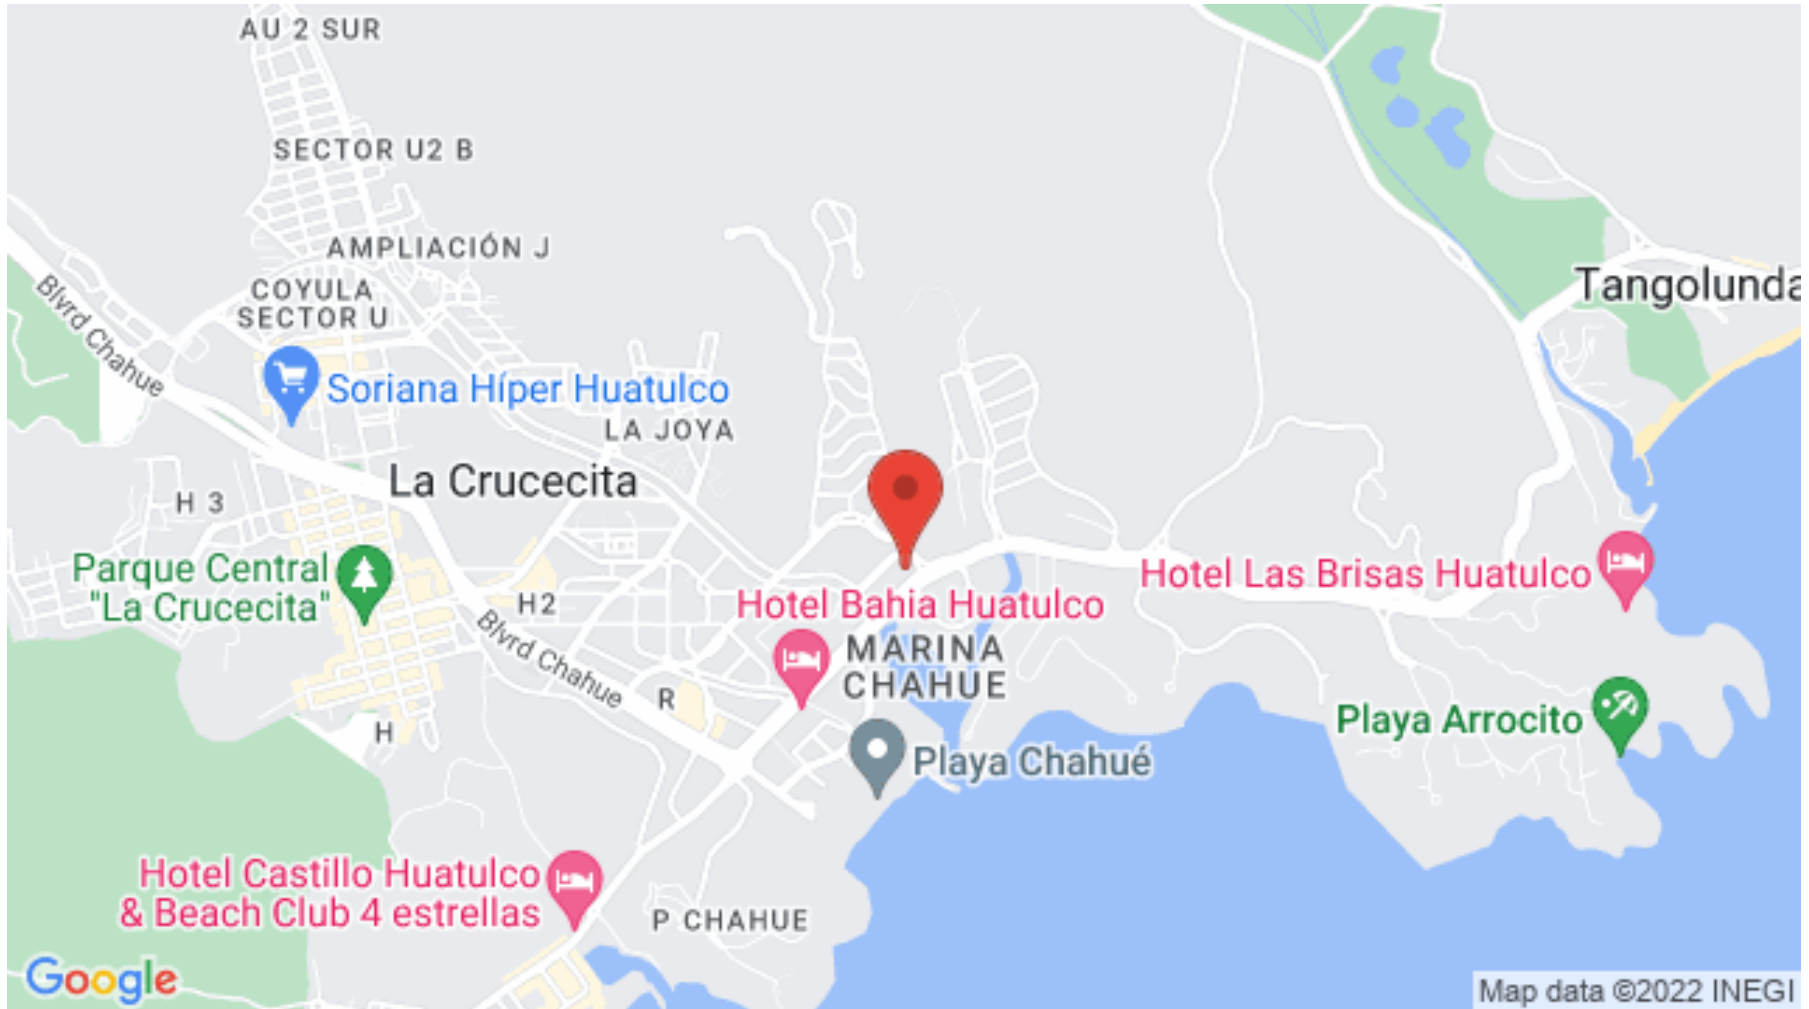 AU 2 SUR
SECTOR U2 B
AMPLIACIÓN J
COYULA
SECTOR U
Blvrd Chahue
Tangolunda
Soriana Híper Huatulco
LA JOYA
La Crucecita
H 3
Parque Central
"La Crucecita"
H2
Hotel Las Brisas Huatulco
Hotel Bahia Huatulco
Blvrd Chahue
MARINA
CHAHUE
R
H
Playa Arrocito
Playa Chahué
Hotel Castillo Huatulco
& Beach Club 4 estrellas
P CHAHUE
Google
Map data ©2022 INEGI